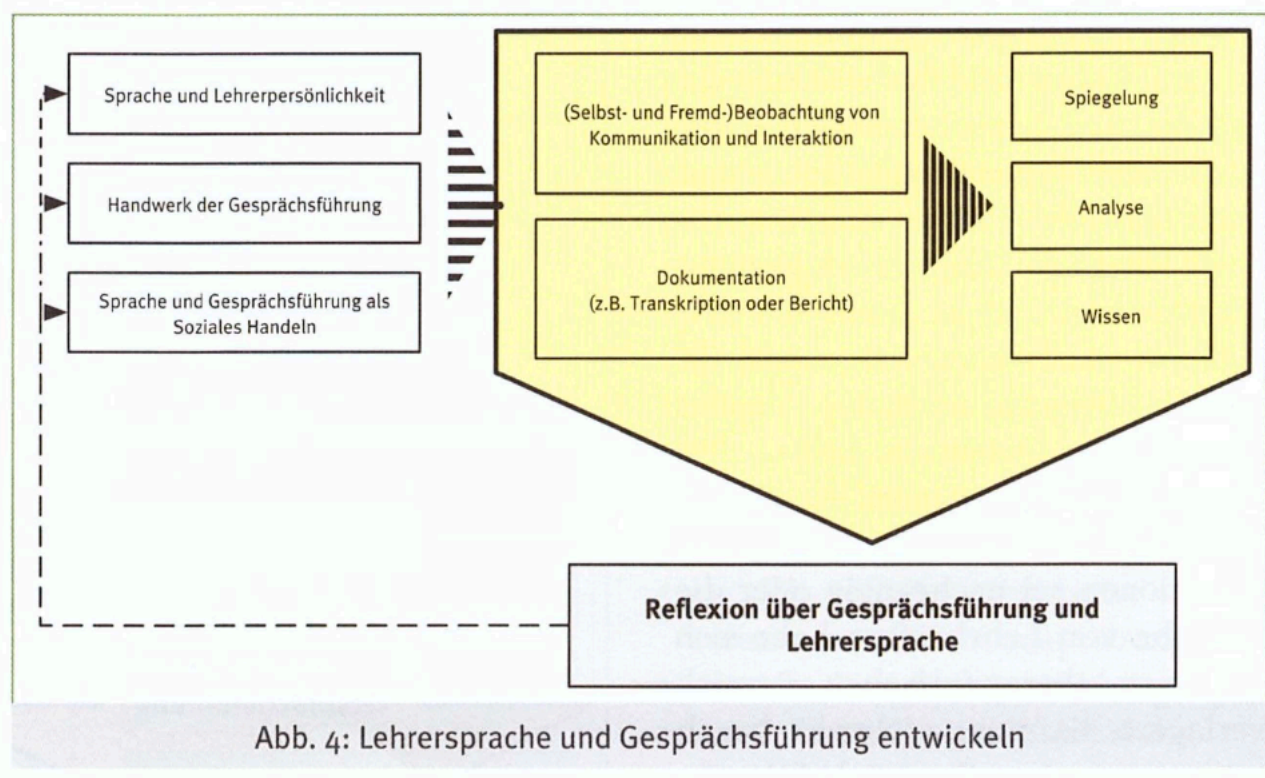 Sprache und Lehrerpersönlichkeit
Handwerk der Gesprächsführung
Sprache und Gesprächsführung als
Soziales Handeln
(Selbst- und Fremd-)Beobachtung von
Kommunikation und Interaktion
Dokumentation
(z.B. Transkription oder Bericht)
Spiegelung
Analyse
Wissen
Reflexion über Gesprächsführung und
Lehrersprache
Abb. 4: Lehrersprache und Gesprächsführung entwickeln